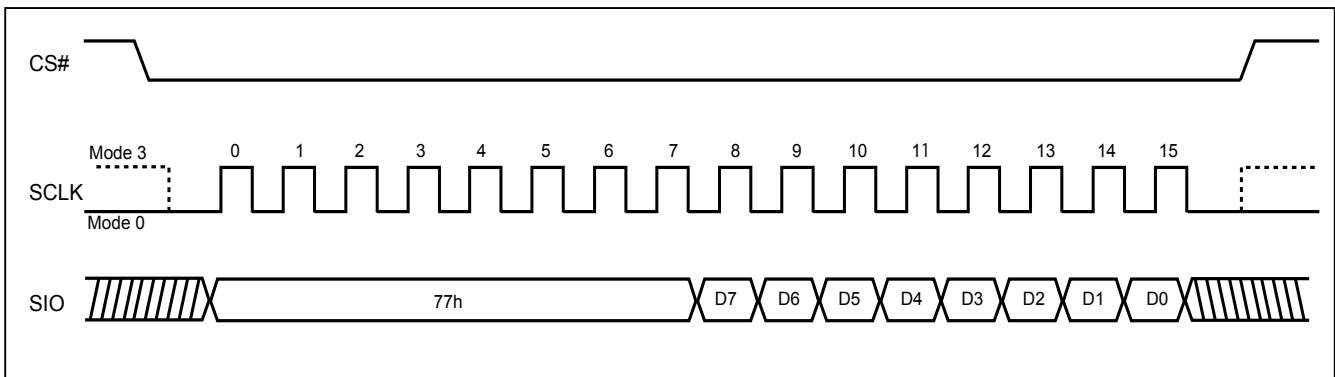 CS#
Mode 3 0 1 2 3 4 5 6 7 8 9 10 11 12 13 14 15
SCLK
Mode 0
SIO 77h D7 D6 D5 D4 D3 D2 D1 D0